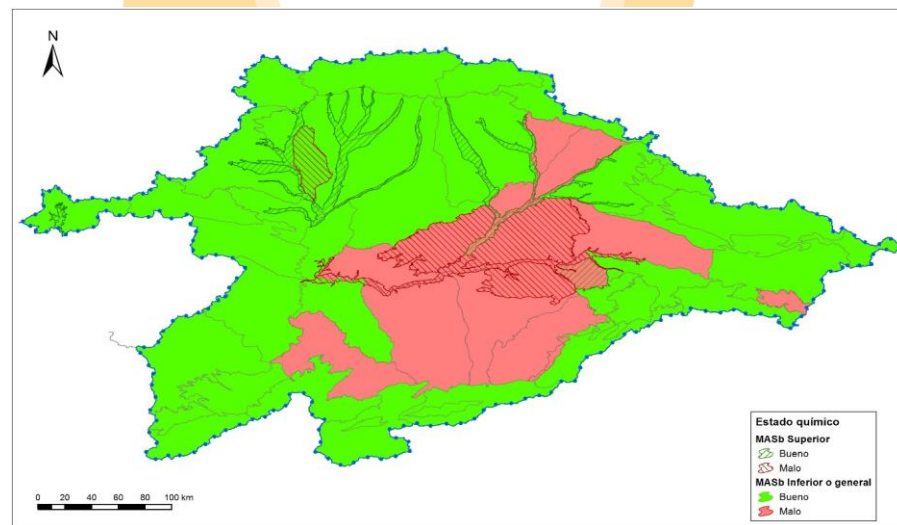 N
Estado químico
MASb Superior
Bueno
Malo
MASb Inferior o general
Bueno
Malo
0 20 40 60 80 100 km